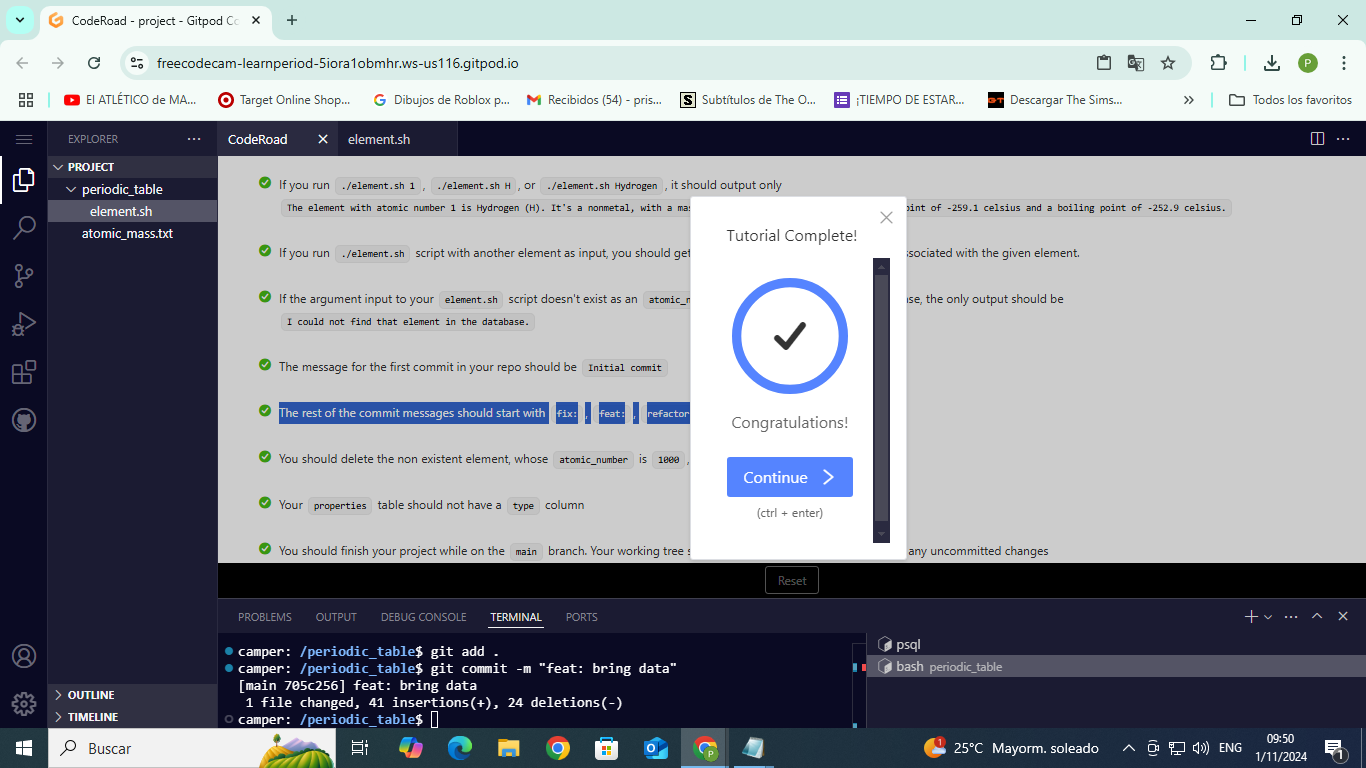 CodeRoad - project - Gitpod Co
freecodecam-learnperiod-5iora1obmhr.ws-us116.gitpod.io
P
El ATLÉTICO de MA...
Target Online Shop...
Dibujos de Roblox p...
Recibidos (54) - pris...
Subtítulos de The O...
¡TIEMPO DE ESTAR...
Descargar The Sims...
Todos los favoritos
EXPLORER
CodeRoad
element.sh
PROJECT
periodic_table
element.sh
atomic_mass.txt
If you run ./element.sh 1, ./element.sh H, or ./element.sh Hydrogen, it should output only
The element with atomic number 1 is Hydrogen (H). It's a nonmetal, with a mas
oint of -259.1 celsius and a boiling point of -252.9 celsius.
If you run ./element.sh script with another element as input, you should get
ssociated with the given element.
If the argument input to your element.sh script doesn't exist as an atomic_n
se, the only output should be
I could not find that element in the database.
The message for the first commit in your repo should be Initial commit
The rest of the commit messages should start with fix:, feat:, refactor
You should delete the non existent element, whose atomic_number is 1000,
Your properties table should not have a type column
You should finish your project while on the main branch. Your working tree s
any uncommitted changes
Tutorial Complete!
Congratulations!
Continue
(ctrl + enter)
Reset
PROBLEMS
OUTPUT
DEBUG CONSOLE
TERMINAL
PORTS
camper: /periodic_table$ git add .
camper: /periodic_table$ git commit -m "feat: bring data"
[main 705c256] feat: bring data
1 file changed, 41 insertions(+), 24 deletions(-)
camper: /periodic_table$
psql
bash periodic_table
OUTLINE
TIMELINE
Buscar
1
25°C Mayorm. soleado
ENG
09:50
1/11/2024
1